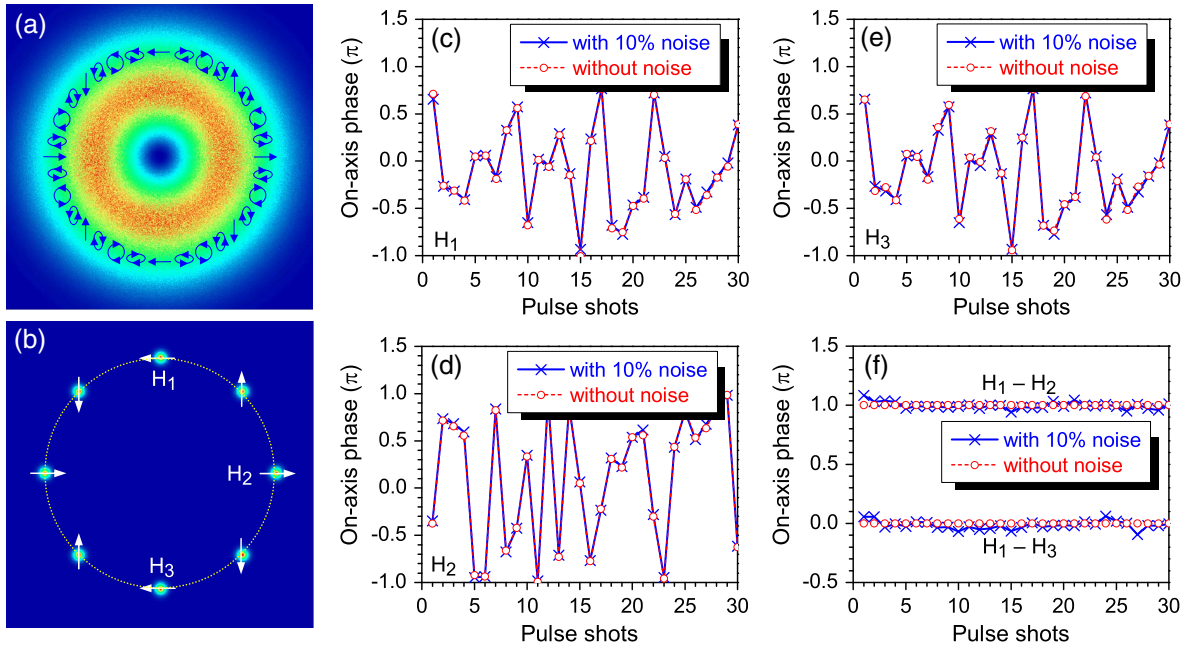 (a)
(b)
H1
H2
H3
(c)
On-axis phase (π)
1.5
1.0
0.5
0.0
-0.5
-1.0
with 10% noise
without noise
H1
0 5 10 15 20 25 30
Pulse shots
(e)
On-axis phase (π)
1.5
1.0
0.5
0.0
-0.5
-1.0
with 10% noise
without noise
H3
0 5 10 15 20 25 30
Pulse shots
(d)
On-axis phase (π)
1.5
1.0
0.5
0.0
-0.5
-1.0
with 10% noise
without noise
H2
0 5 10 15 20 25 30
Pulse shots
(f)
On-axis phase (π)
1.5
1.0
0.5
0.0
-0.5
H1 – H2
with 10% noise
without noise
H1 – H3
0 5 10 15 20 25 30
Pulse shots